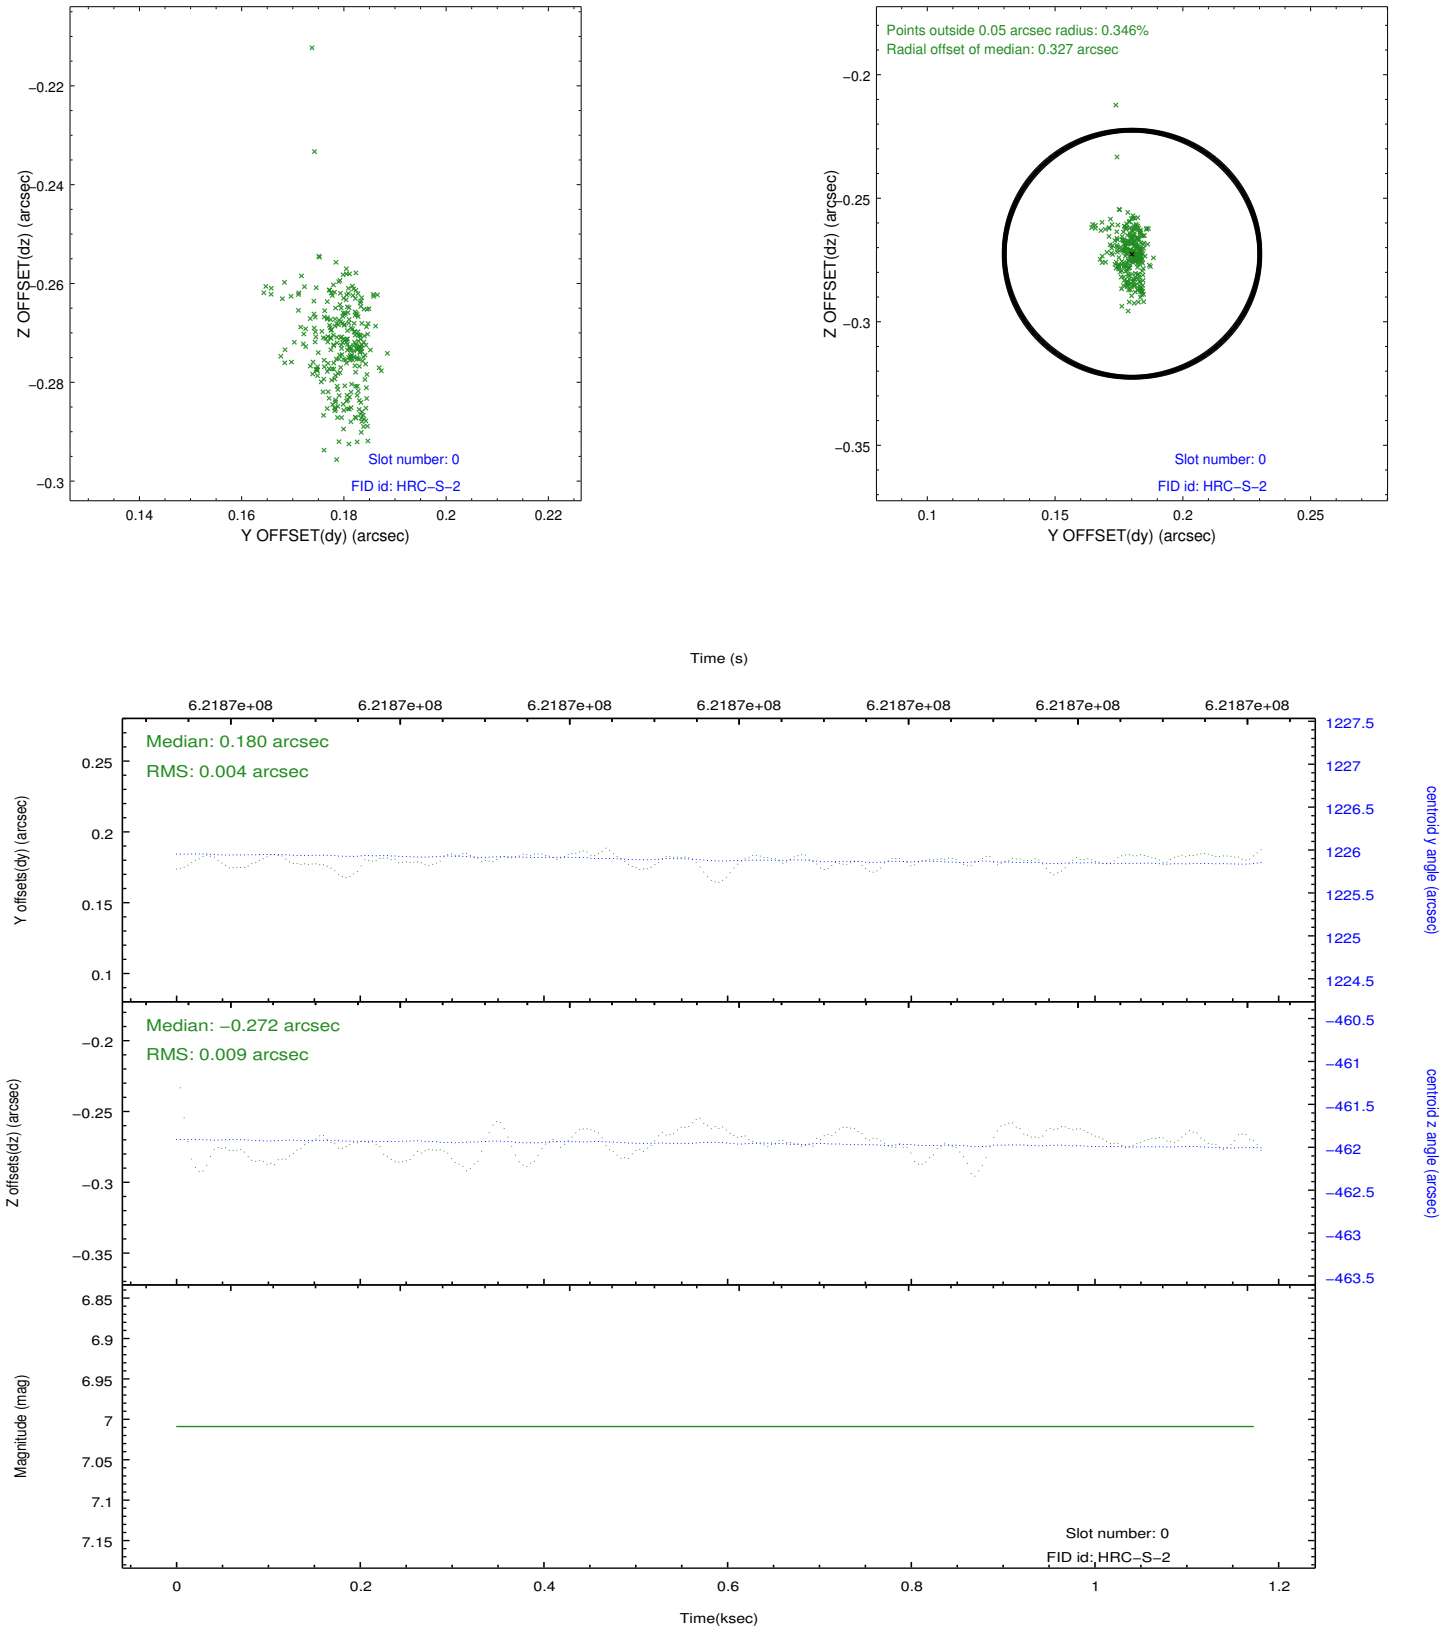 Z OFFSET(dz) (arcsec)
−0.22
−0.24
−0.26
−0.28
−0.3
Slot number: 0
FID id: HRC−S−2
0.14
0.16
0.18
0.2
0.22
Y OFFSET(dy) (arcsec)
Points outside 0.05 arcsec radius: 0.346%
Radial offset of median: 0.327 arcsec
Z OFFSET(dz) (arcsec)
−0.2
−0.25
−0.3
−0.35
Slot number: 0
FID id: HRC−S−2
0.1
0.15
0.2
0.25
Y OFFSET(dy) (arcsec)
Time (s)
6.2187e+08
6.2187e+08
6.2187e+08
6.2187e+08
6.2187e+08
6.2187e+08
6.2187e+08
Median: 0.180 arcsec
RMS: 0.004 arcsec
Y offsets(dy) (arcsec)
0.25
0.2
0.15
0.1
1227.5
1227
1226.5
1226
1225.5
1225
1224.5
centroid y angle (arcsec)
Median: −0.272 arcsec
RMS: 0.009 arcsec
Z offsets(dz) (arcsec)
−0.2
−0.25
−0.3
−0.35
−460.5
−461
−461.5
−462
−462.5
−463
−463.5
centroid z angle (arcsec)
Magnitude (mag)
6.85
6.9
6.95
7
7.05
7.1
7.15
Slot number: 0
FID id: HRC−S−2
0
0.2
0.4
0.6
0.8
1
1.2
Time(ksec)